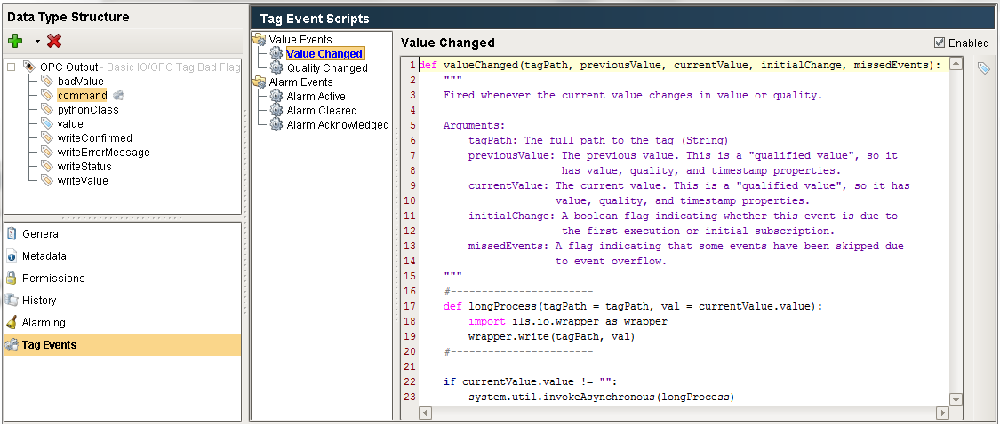 Data Type Structure
OPC Output - Basic IO/OPC Tag Bad Flag
badValue
command
pythonClass
value
writeConfirmed
writeErrorMessage
writeStatus
writeValue
General
Metadata
Permissions
History
Alarming
Tag Events
Tag Event Scripts
Value Events
Value Changed
Quality Changed
Alarm Events
Alarm Active
Alarm Cleared
Alarm Acknowledged
Value Changed
Enabled
1 def valueChanged(tagPath, previousValue, currentValue, initialChange, missedEvents):
2 """
3 Fired whenever the current value changes in value or quality.
4
5 Arguments:
6 tagPath: The full path to the tag (String)
7 previousValue: The previous value. This is a "qualified value", so it
8 has value, quality, and timestamp properties.
9 currentValue: The current value. This is a "qualified value", so it has
10 value, quality, and timestamp properties.
11 initialChange: A boolean flag indicating whether this event is due to
12 the first execution or initial subscription.
13 missedEvents: A flag indicating that some events have been skipped due
14 to event overflow.
15 """
16 #-----------------------
17 def longProcess(tagPath = tagPath, val = currentValue.value):
18 import ils.io.wrapper as wrapper
19 wrapper.write(tagPath, val)
20 #-----------------------
21
22 if currentValue.value != "":
23 system.util.invokeAsynchronous(longProcess)